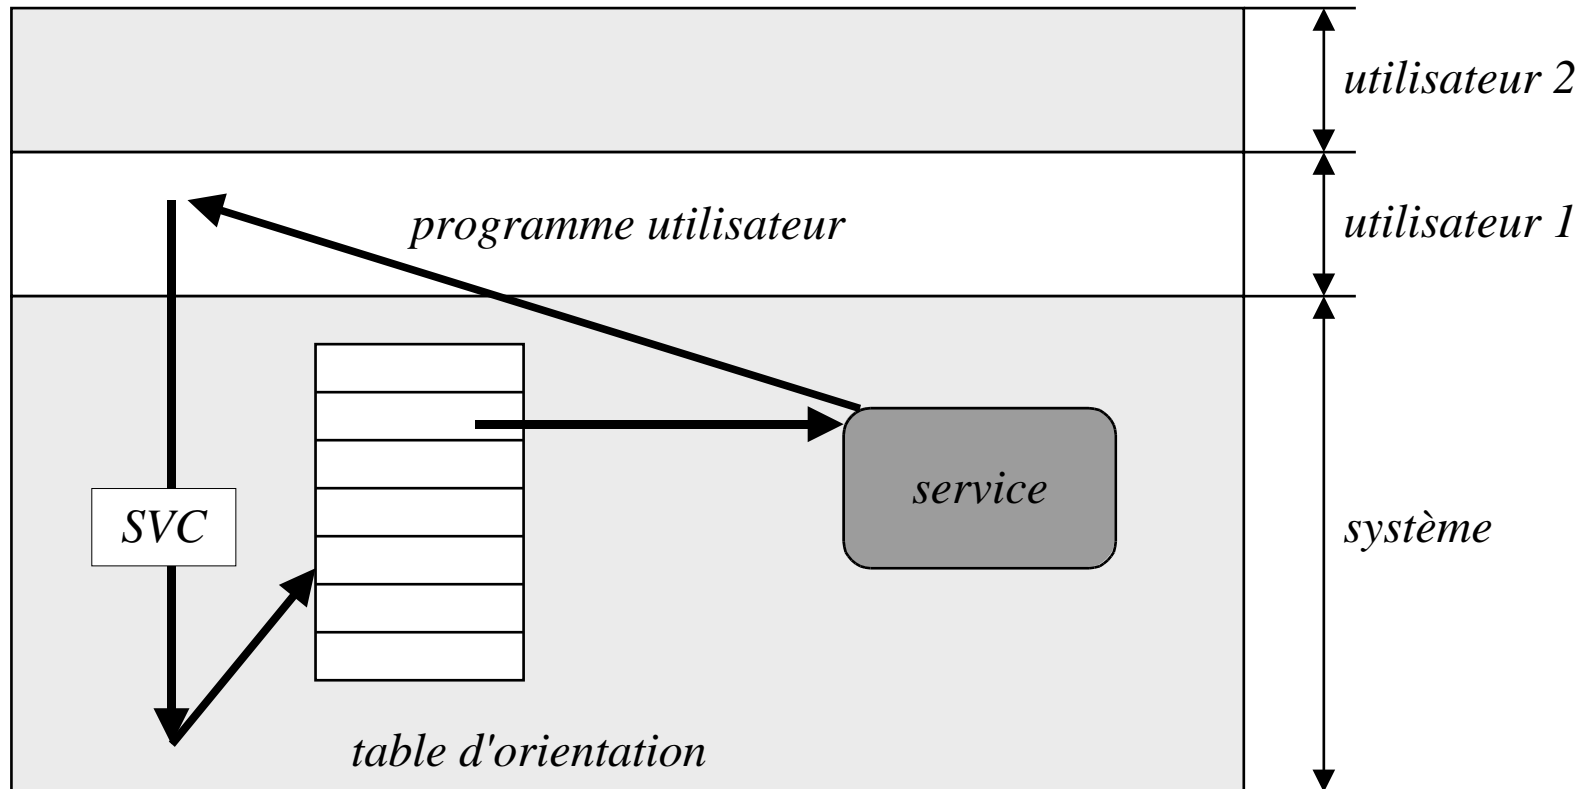 utilisateur 2
programme utilisateur
utilisateur 1
service
SVC
système
table d'orientation